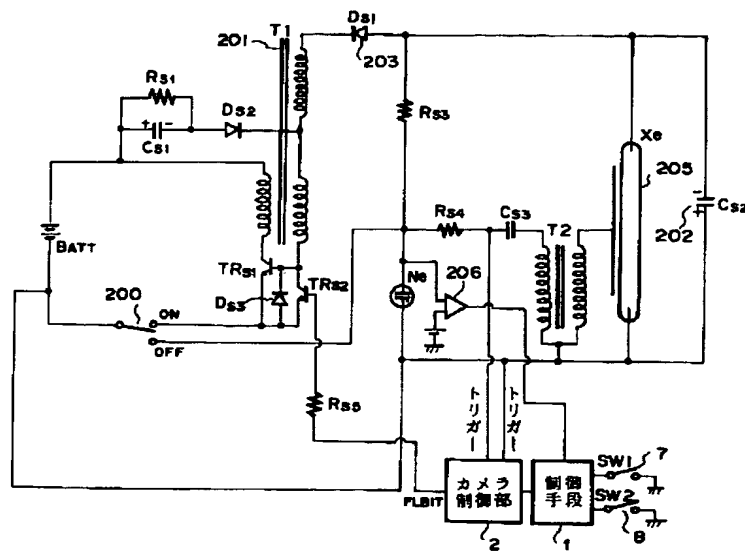 DS1
T1
201
203
RS1
DS2
CS1
RS3
Xe
205
RS4
CS3
T2
CS2
202
BATT
TRS1
TRS2
Ne
206
200
ON
DS3
OFF
RS5
トリガー
トリガー
FLBIT
カメラ
制御部
制御
手段
SW1
7
SW2
8
2
1
+
-
-
+